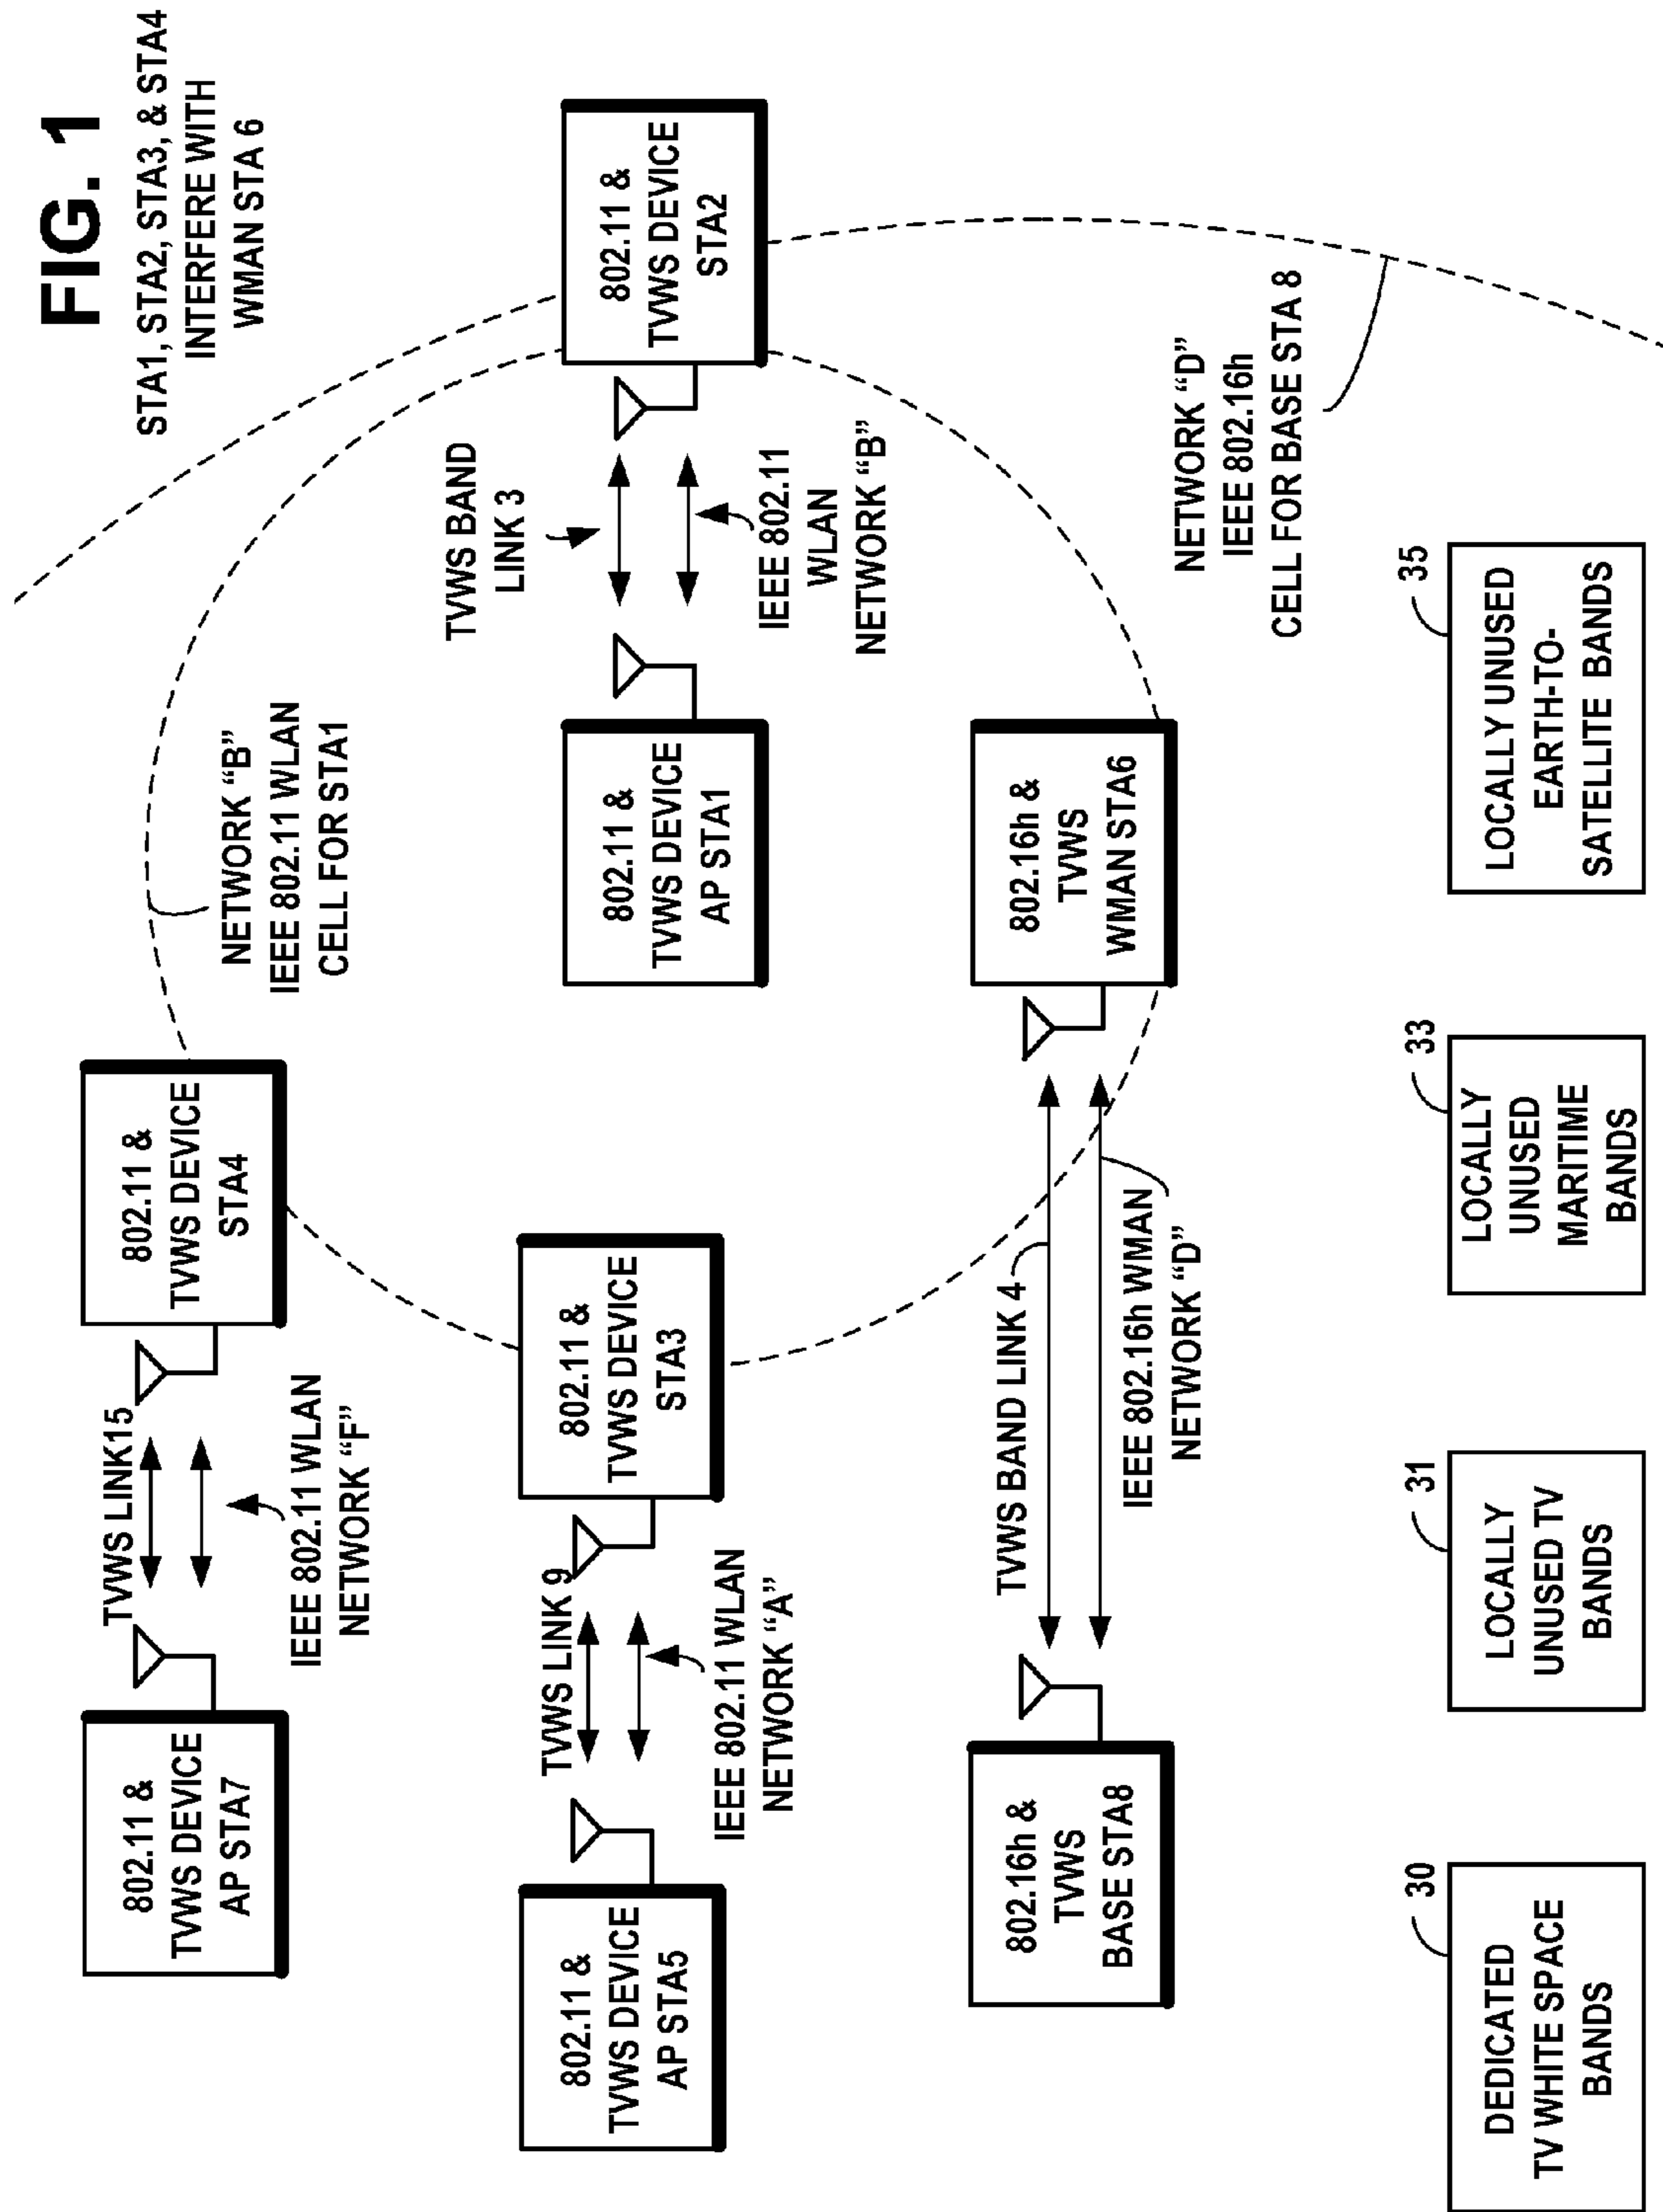 FIG. 1
STA1, STA2, STA3, & STA4
INTERFERE WITH
WMAN STA 6
802.11 &
TVWS DEVICE
AP STA7
TVWS LINK15
IEEE 802.11 WLAN
NETWORK “F”
802.11 &
TVWS DEVICE
STA4
NETWORK “B”
IEEE 802.11 WLAN
CELL FOR STA1
802.11 &
TVWS DEVICE
AP STA5
TVWS LINK 9
IEEE 802.11 WLAN
NETWORK “A”
802.11 &
TVWS DEVICE
STA3
802.11 &
TVWS DEVICE
AP STA1
TVWS BAND
LINK 3
IEEE 802.11
WLAN
NETWORK “B”
802.11 &
TVWS DEVICE
STA2
802.16h &
TVWS
BASE STA8
TVWS BAND LINK 4
IEEE 802.16h WMAN
NETWORK “D”
802.16h &
TVWS
WMAN STA6
NETWORK “D”
IEEE 802.16h
CELL FOR BASE STA 8
30
DEDICATED
TV WHITE SPACE
BANDS
31
LOCALLY
UNUSED TV
BANDS
33
LOCALLY
UNUSED
MARITIME
BANDS
35
LOCALLY UNUSED
EARTH-TO-
SATELLITE BANDS